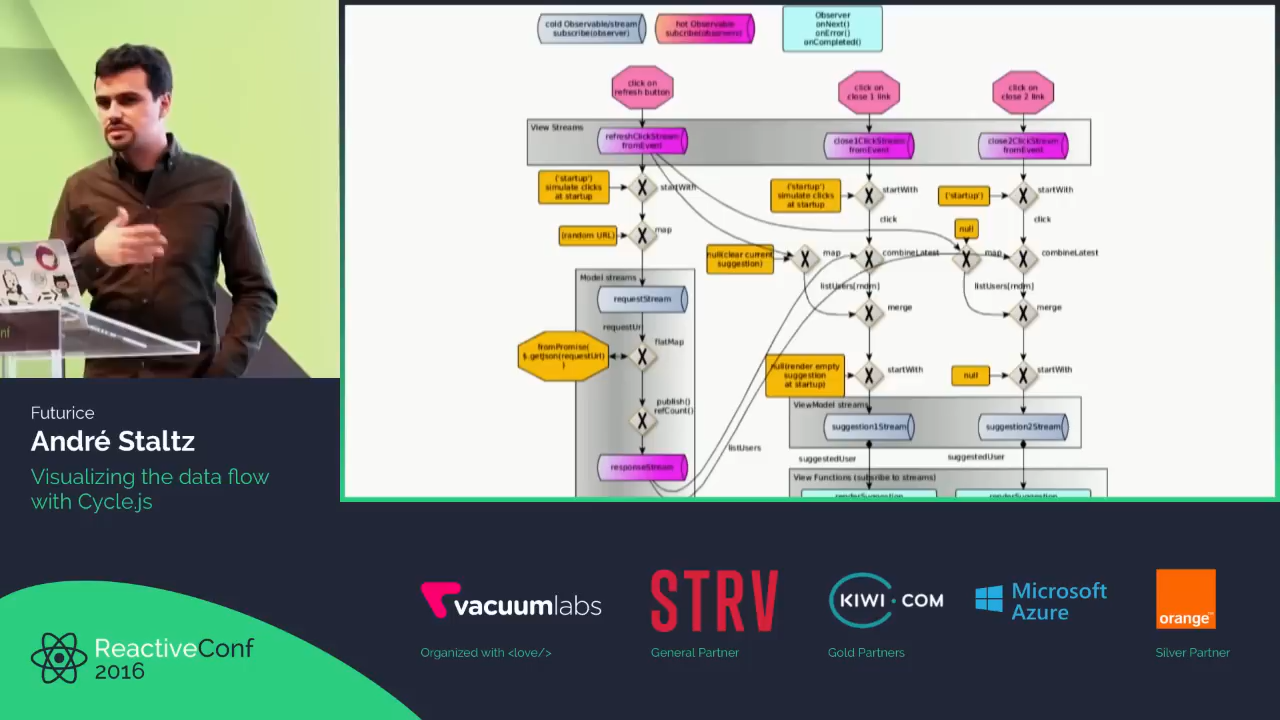 cold Observable/stream
subscribe(observer)
hot Observable
subcribe(observers)
Observer
onNext()
onError()
onCompleted()
click on
refresh button
click on
close 1 link
click on
close 2 link
View Streams
refreshClickStream
fromEvent
close1ClickStream
fromEvent
close2ClickStream
fromEvent
('startup')
simulate clicks
at startup
startWith
('startup')
simulate clicks
at startup
startWith
('startup')
startWith
click
click
(random URL)
map
null
null(clear current
suggestion)
map
combineLatest
map
combineLatest
Model streams
listUsers(rndm)
listUsers(rndm)
requestStream
merge
merge
requestUrl
fromPromise(
$.getJson(requestUrl)
)
flatMap
null(render empty
suggestion
at startup)
startWith
null
startWith
publish()
refCount()
ViewModel streams
suggestion1Stream
suggestion2Stream
listUsers
suggestedUser
suggestedUser
responseStream
View Functions (subsribe to streams)
renderSuggestion
renderSuggestion
Futurice
André Staltz
Visualizing the data flow
with Cycle.js
vacuumlabs
STRV
KIWI.COM
Microsoft
Azure
orange™
Organized with <love/>
General Partner
Gold Partners
Silver Partner
ReactiveConf
2016